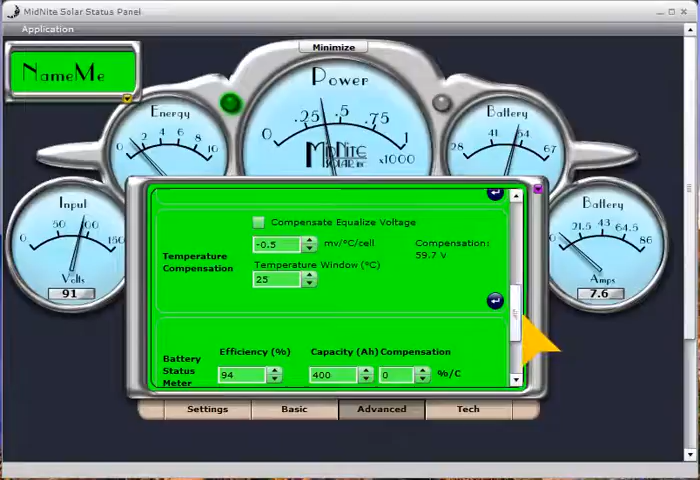 MidNite Solar Status Panel
Application
Minimize
NameMe
Energy
0 2 4 6 8 10
Power
0 .25 .5 .75 1
MIDNITE
SOLAR INC
x1000
Battery
28 41 54 67
Input
0 50 100 150
Volts
91
Battery
0 21.5 43 64.5 86
Amps
7.6
Compensate Equalize Voltage
Temperature
Compensation
-0.5 mv/°C/cell
Compensation:
59.7 V
Temperature Window (°C)
25
Battery
Status
Meter
Efficiency (%) Capacity (Ah) Compensation
94 400 0 %/C
Settings Basic Advanced Tech